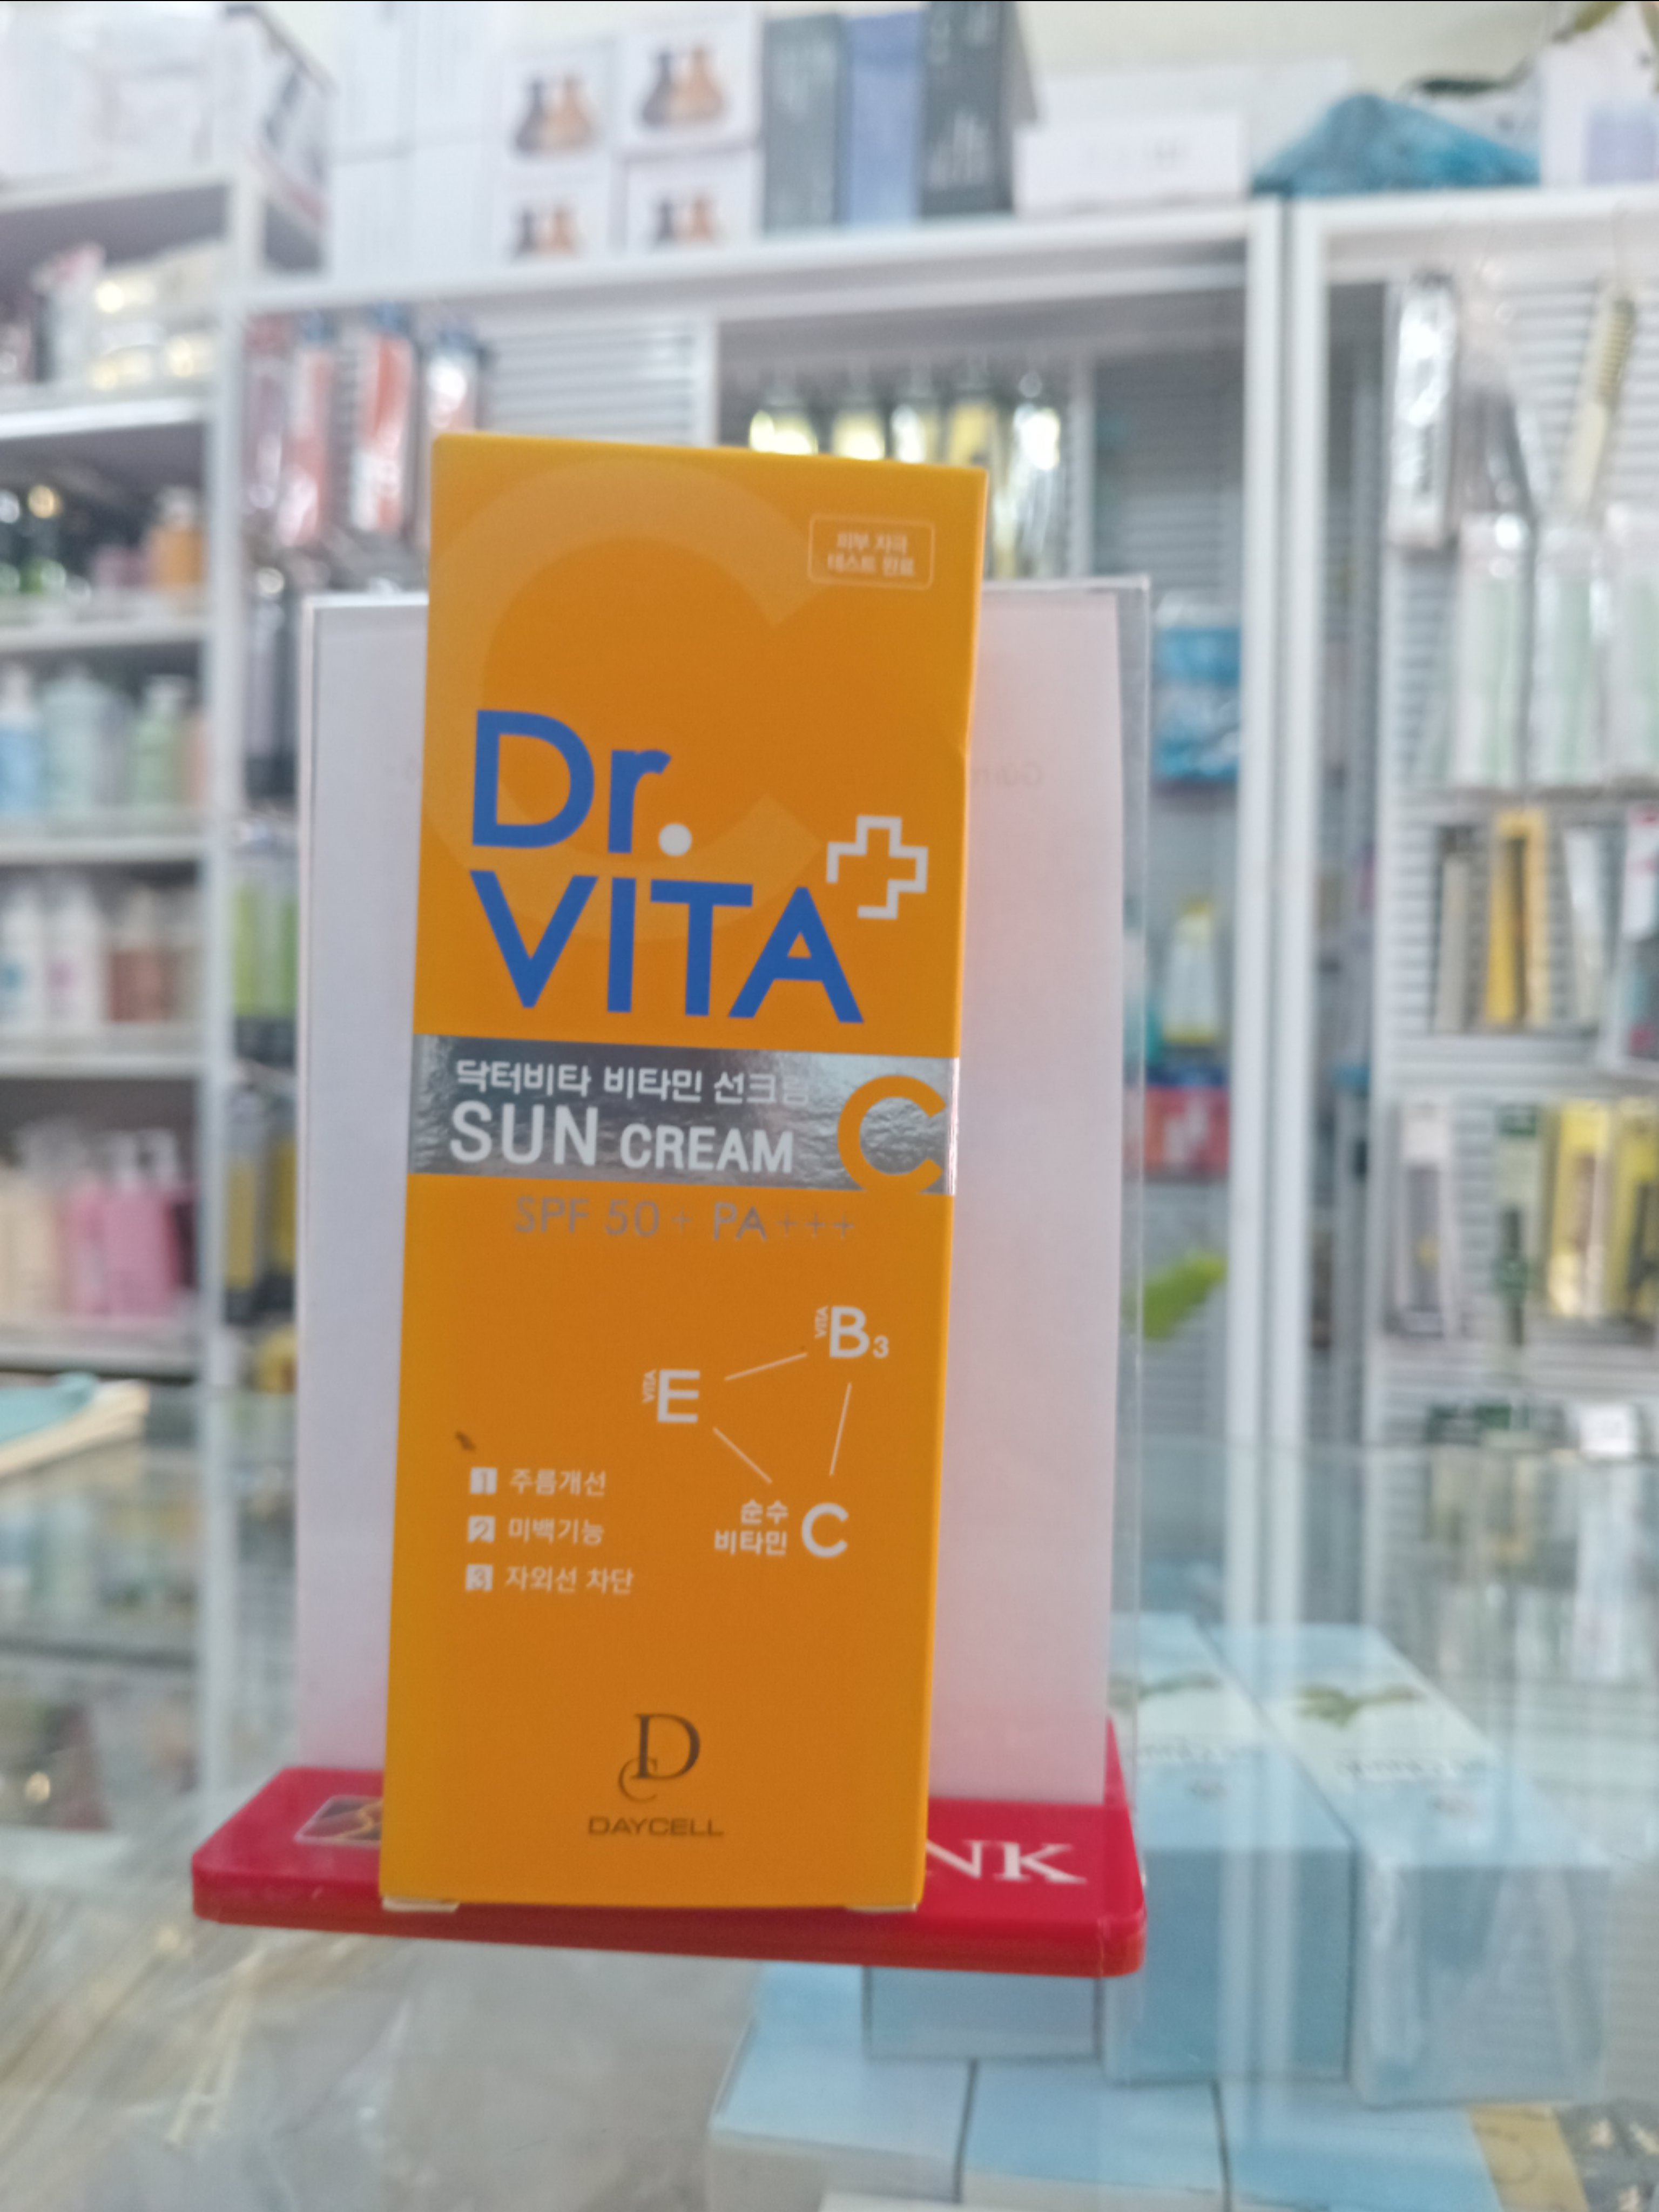 피부 자극
테스트 완료
Dr.
VITA
닥터비타 비타민 선크림
SUN CREAM C
SPF 50+ PA+++
VITA B3
VITA E
순수
비타민 C
1 주름개선
2 미백기능
3 자외선 차단
DC
DAYCELL
NK